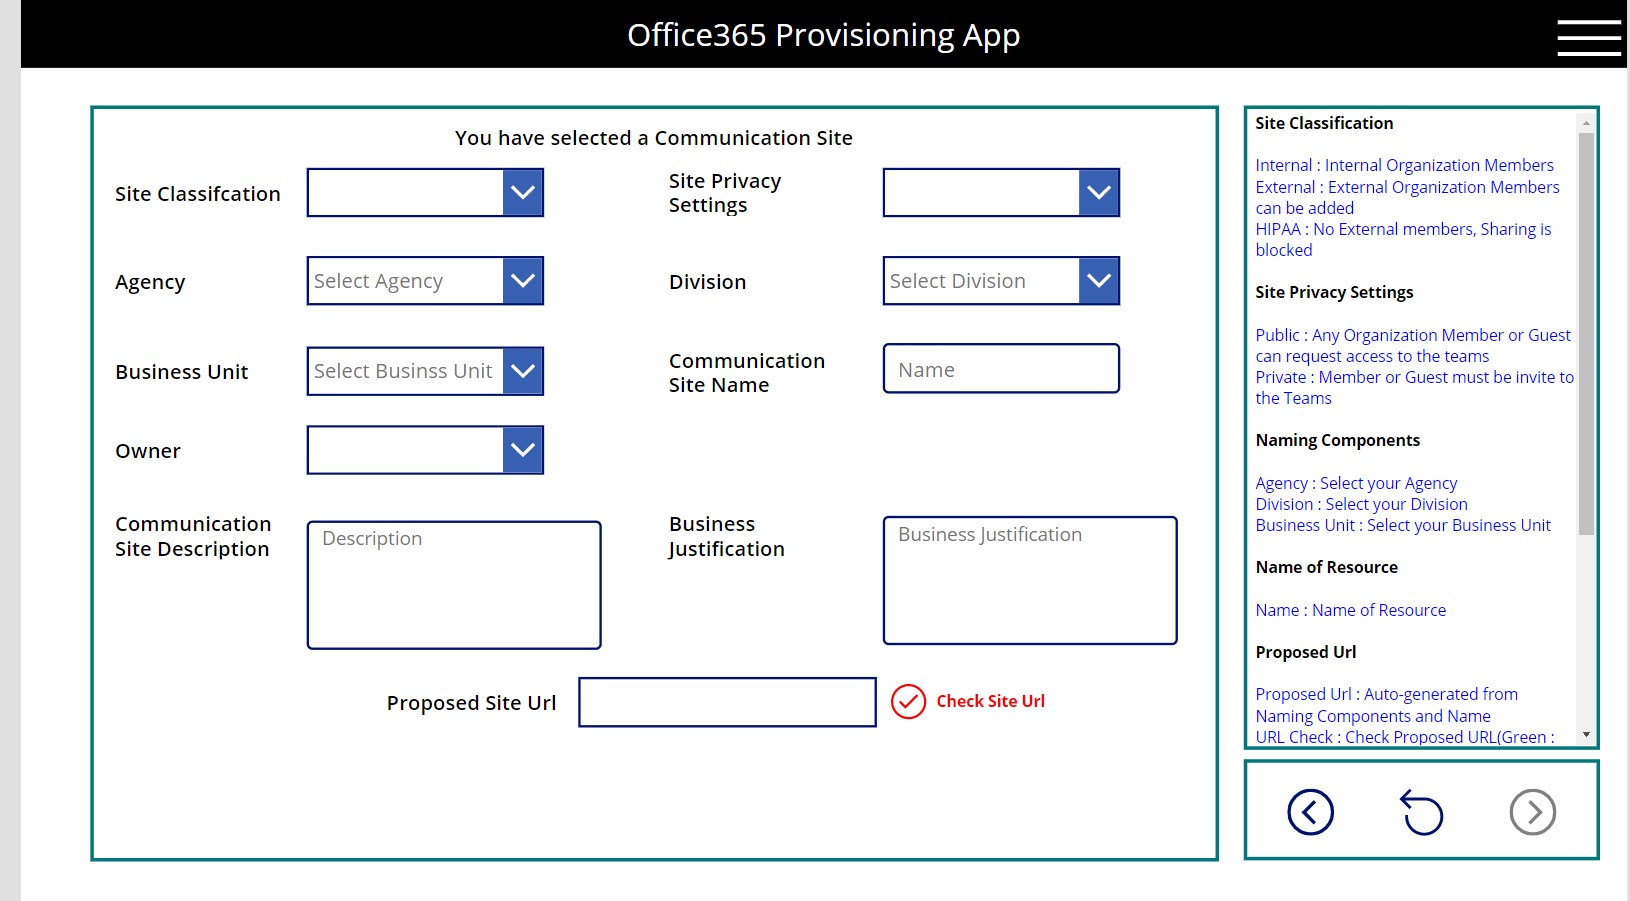 Office365 Provisioning App
You have selected a Communication Site
Site Classifcation
Site Privacy
Settings
Agency
Select Agency
Division
Select Division
Business Unit
Select Businss Unit
Communication
Site Name
Name
Owner
Communication
Site Description
Description
Business
Justification
Business Justification
Proposed Site Url
Check Site Url
Site Classification
Internal : Internal Organization Members
External : External Organization Members
can be added
HIPAA : No External members, Sharing is
blocked
Site Privacy Settings
Public : Any Organization Member or Guest
can request access to the teams
Private : Member or Guest must be invite to
the Teams
Naming Components
Agency : Select your Agency
Division : Select your Division
Business Unit : Select your Business Unit
Name of Resource
Name : Name of Resource
Proposed Url
Proposed Url : Auto-generated from
Naming Components and Name
URL Check : Check Proposed URL(Green :